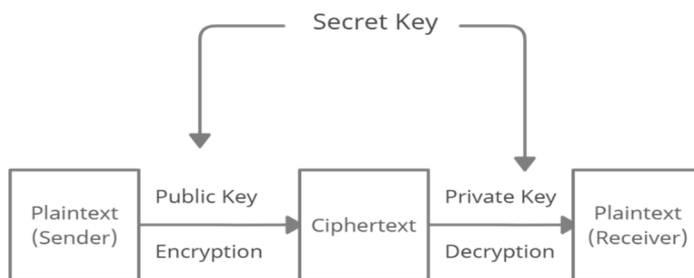 Secret Key
Plaintext
(Sender)
Public Key
Encryption
Ciphertext
Private Key
Decryption
Plaintext
(Receiver)